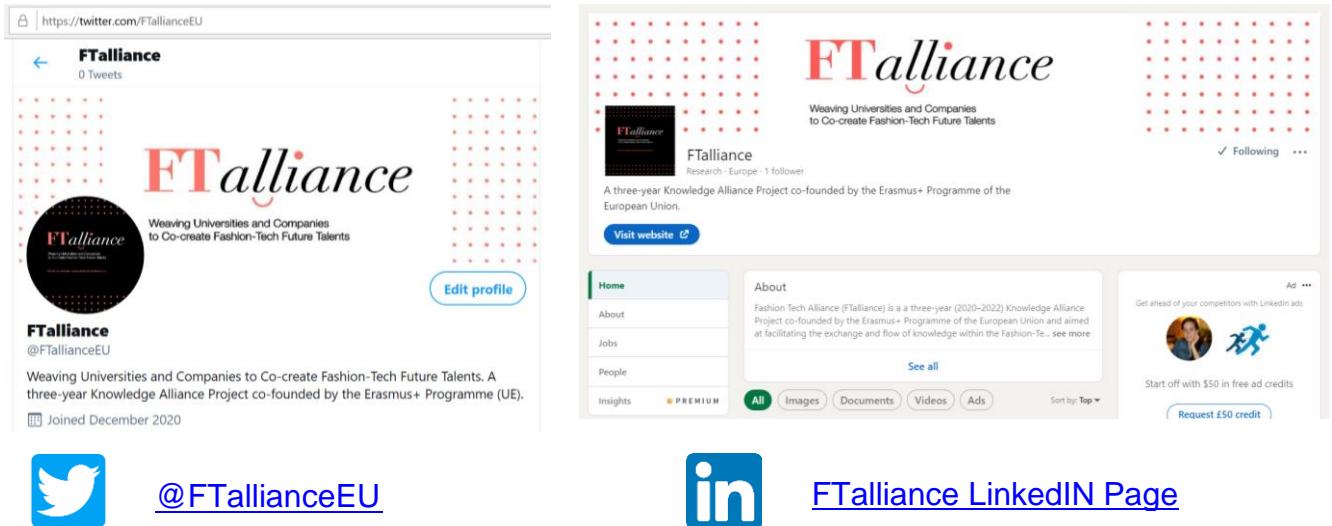 https://twitter.com/FTallianceEU
FTalliance
0 Tweets
FTalliance
Weaving Universities and Companies
to Co-create Fashion-Tech Future Talents
FTalliance
Edit profile
FTalliance
@FTallianceEU
Weaving Universities and Companies to Co-create Fashion-Tech Future Talents. A
three-year Knowledge Alliance Project co-founded by the Erasmus+ Programme (UE).
Joined December 2020
@FTallianceEU
FTalliance
Weaving Universities and Companies
to Co-create Fashion-Tech Future Talents
FTalliance
FTalliance
Research · Europe · 1 follower
Following
A three-year Knowledge Alliance Project co-founded by the Erasmus+ Programme of the
European Union.
Visit website
Home
About
Jobs
People
Insights PREMIUM
About
Fashion Tech Alliance (FTalliance) is a a three-year (2020–2022) Knowledge Alliance
Project co-founded by the Erasmus+ Programme of the European Union and aimed
at facilitating the exchange and flow of knowledge within the Fashion-Te... see more
See all
All Images Documents Videos Ads Sort by: Top
Ad
Get ahead of your competitors with LinkedIn ads
Start off with $50 in free ad credits
Request £50 credit
in
FTalliance LinkedIN Page